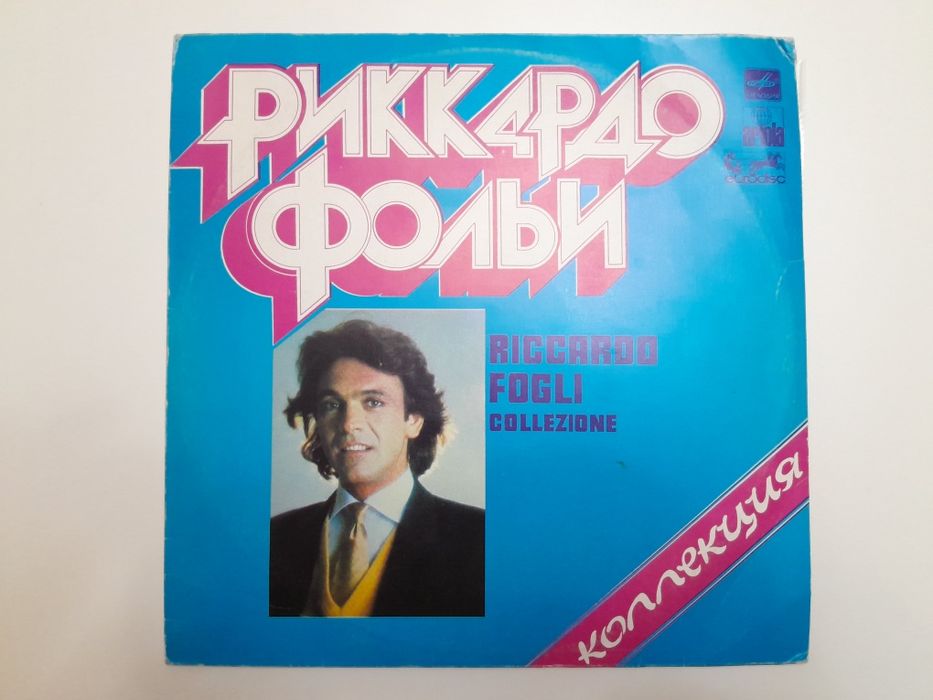 РИККАРДО
ФОЛЬИ
ariola
eurodisc
RICCARDO
FOGLI
COLLEZIONE
КОЛЛЕКЦИЯ